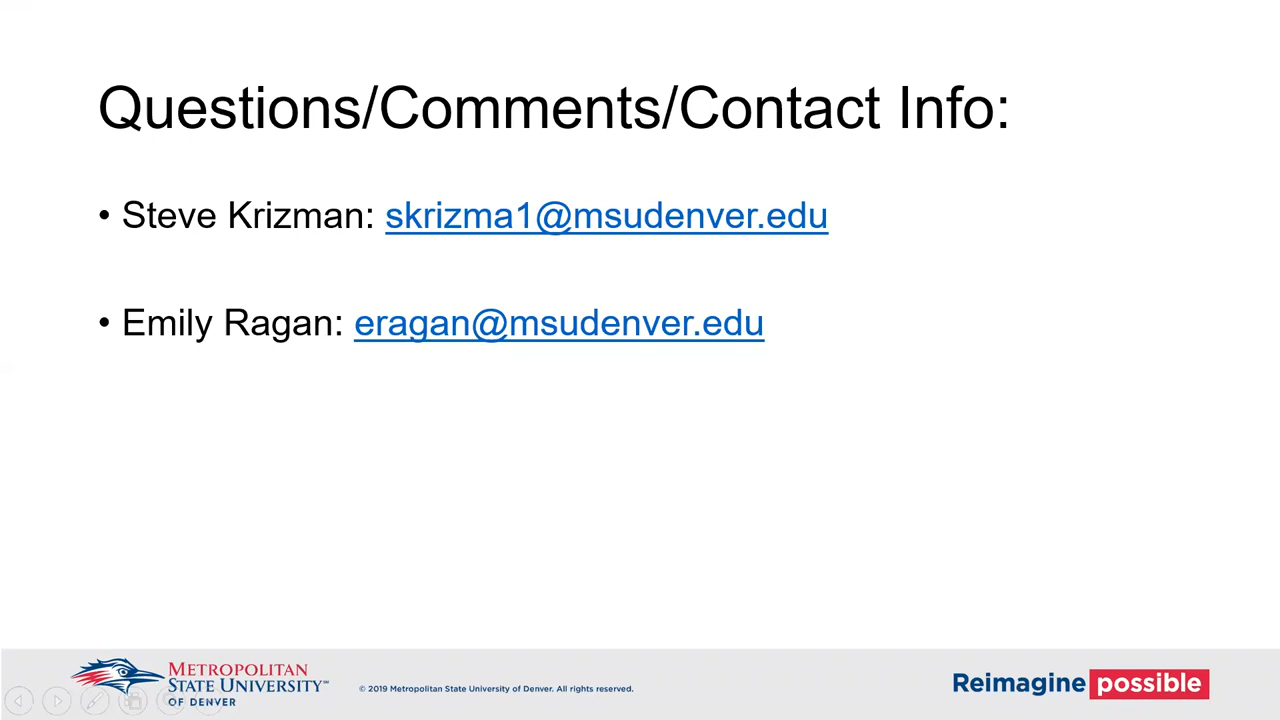 Questions/Comments/Contact Info:
• Steve Krizman: skrizma1@msudenver.edu
• Emily Ragan: eragan@msudenver.edu
METROPOLITAN
STATE UNIVERSITY℠
OF DENVER
© 2019 Metropolitan State University of Denver. All rights reserved.
Reimagine possible